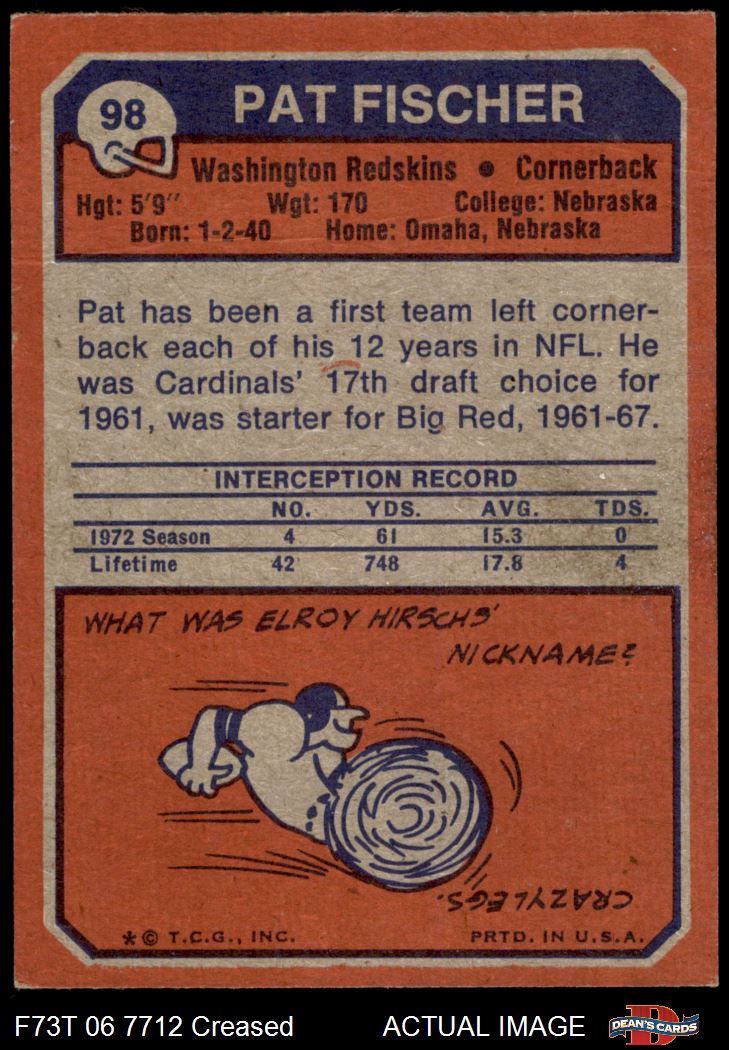 98
PAT FISCHER
Washington Redskins • Cornerback
Hgt: 5'9" Wgt: 170 College: Nebraska
Born: 1-2-40 Home: Omaha, Nebraska
Pat has been a first team left corner-
back each of his 12 years in NFL. He
was Cardinals' 17th draft choice for
1961, was starter for Big Red, 1961-67.
INTERCEPTION RECORD
NO. YDS. AVG. TDS.
1972 Season 4 61 15.3 0
Lifetime 42 748 17.8 4
WHAT WAS ELROY HIRSCHS'
NICKNAME?
CRAZYLEGS.
* © T.C.G., INC. PRTD. IN U.S.A.
F73T 06 7712 Creased ACTUAL IMAGE
D
DEAN'S CARDS